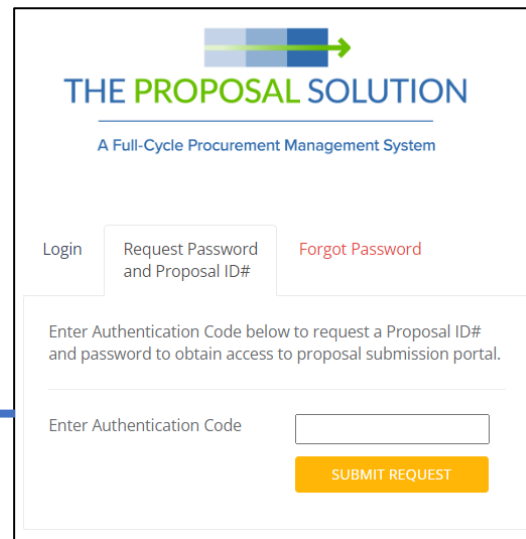 THE PROPOSAL SOLUTION
A Full-Cycle Procurement Management System
Login
Request Password
and Proposal ID#
Forgot Password
Enter Authentication Code below to request a Proposal ID#
and password to obtain access to proposal submission portal.
Enter Authentication Code
SUBMIT REQUEST